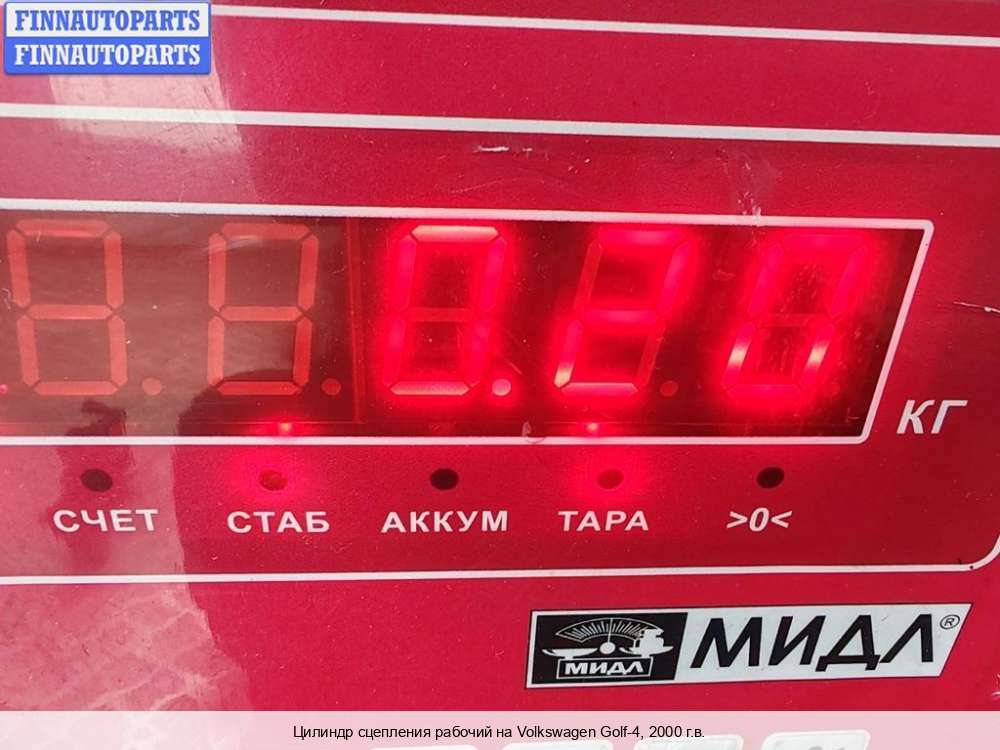 FINNAUTOPARTS
FINNAUTOPARTS
0.20
КГ
СЧЕТ СТАБ АККУМ ТАРА >0<
МИДЛ МИДЛ®
Цилиндр сцепления рабочий на Volkswagen Golf-4, 2000 г.в.